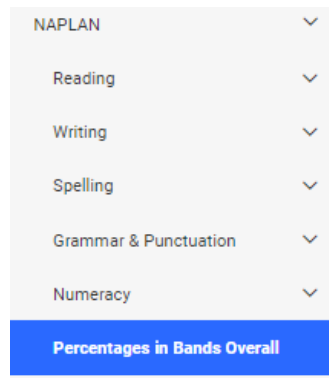 NAPLAN
Reading
Writing
Spelling
Grammar & Punctuation
Numeracy
Percentages in Bands Overall